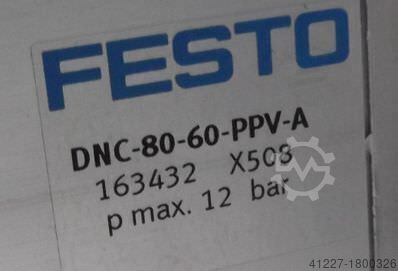 FESTO
DNC-80-60-PPV-A
163432 X508
p max. 12 bar
41227-1800326